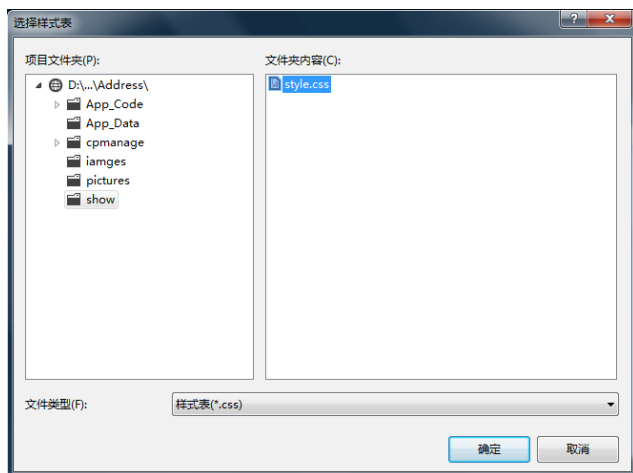 选择样式表
项目文件夹(P):
文件夹内容(C):
D:\...\Address\
App_Code
App_Data
cpmanage
iamges
pictures
show
style.css
文件类型(F):
样式表(*.css)
确定
取消